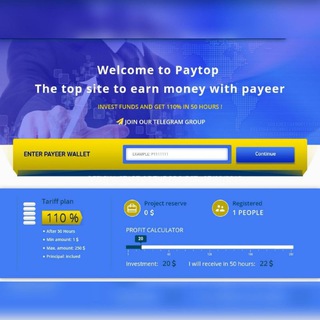 Welcome to Paytop
The top site to earn money with payeer
INVEST FUNDS AND GET 110% IN 50 HOURS !
JOIN OUR TELEGRAM GROUP
ENTER PAYEER WALLET
EXAMPLE: P1111111
Continue
Tariff plan
110 %
After 50 Hours
Min. amount: 1 $
Max. amount: 250 $
Principal: Inclued
Project reserve
0 $
Registered
1 PEOPLE
PROFIT CALCULATOR
20
Investment: 20 $
I will receive in 50 hours: 22 $